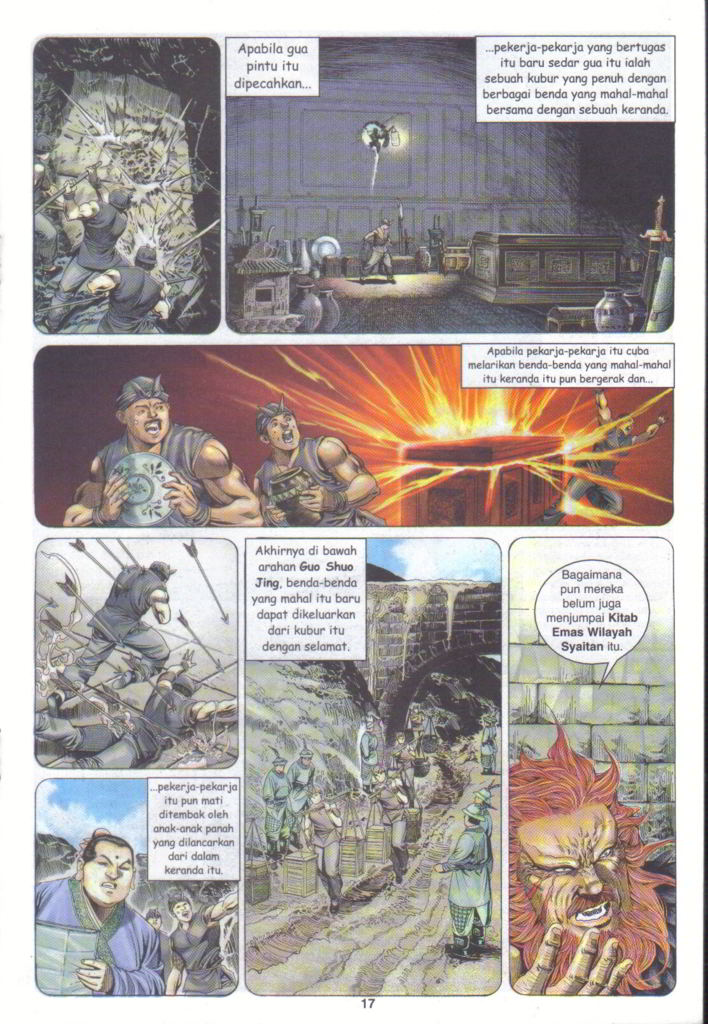 Apabila gua
pintu itu
dipecahkan...
...pekerja-pekarja yang bertugas
itu baru sedar gua itu ialah
sebuah kubur yang penuh dengan
berbagai benda yang mahal-mahal
bersama dengan sebuah keranda.
Apabila pekarja-pekarja itu cuba
melarikan benda-benda yang mahal-mahal
itu keranda itu pun bergerak dan...
...pekerja-pekarja
itu pun mati
ditembak oleh
anak-anak panah
yang dilancarkan
dari dalam
keranda itu.
Akhirnya di bawah
arahan Guo Shuo
Jing, benda-benda
yang mahal itu baru
dapat dikeluarkan
dari kubur itu
dengan selamat.
Bagaimana
pun mereka
belum juga
menjumpai Kitab
Emas Wilayah
Syaitan itu.
17